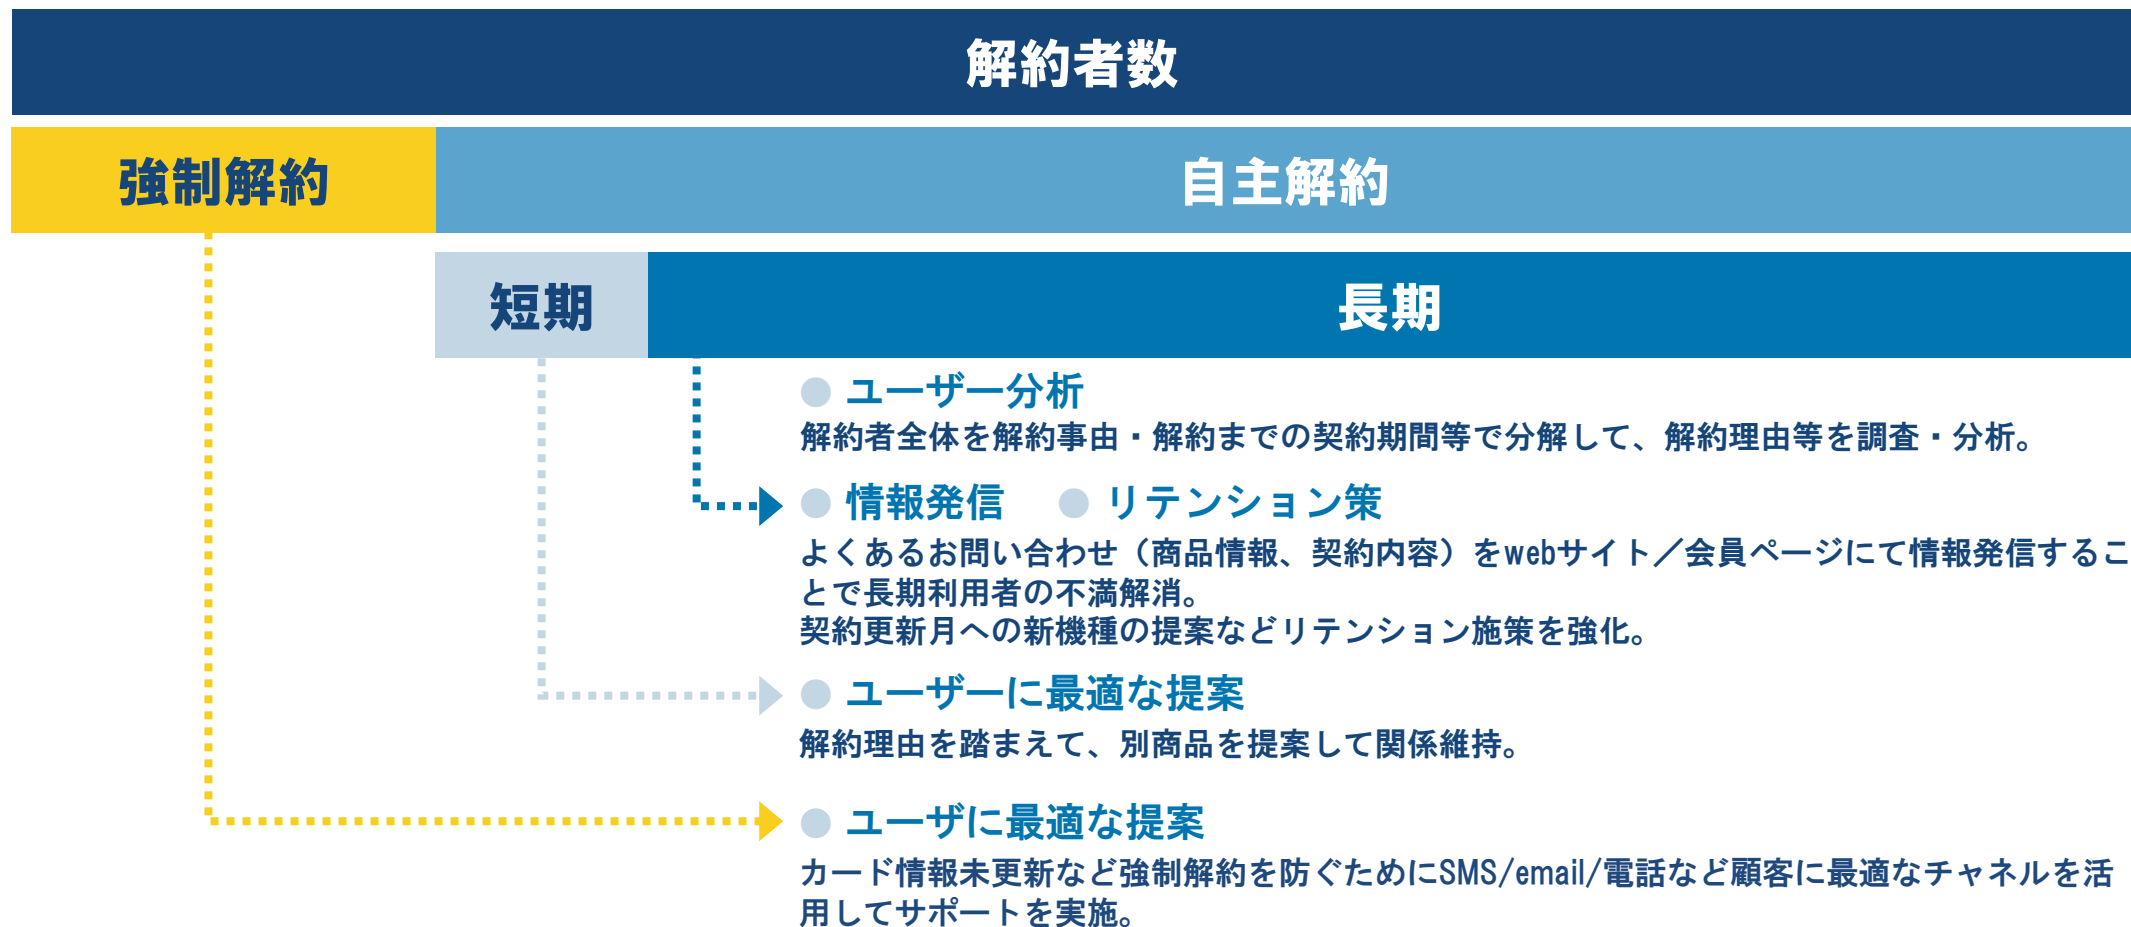 解約者数
強制解約 自主解約
短期 長期
● ユーザー分析
解約者全体を解約事由・解約までの契約期間等で分解して、解約理由等を調査・分析。
● 情報発信 ● リテンション策
よくあるお問い合わせ（商品情報、契約内容）をwebサイト／会員ページにて情報発信するこ
とで長期利用者の不満解消。
契約更新月への新機種の提案などリテンション施策を強化。
● ユーザーに最適な提案
解約理由を踏まえて、別商品を提案して関係維持。
● ユーザに最適な提案
カード情報未更新など強制解約を防ぐためにSMS/email/電話など顧客に最適なチャネルを活
用してサポートを実施。